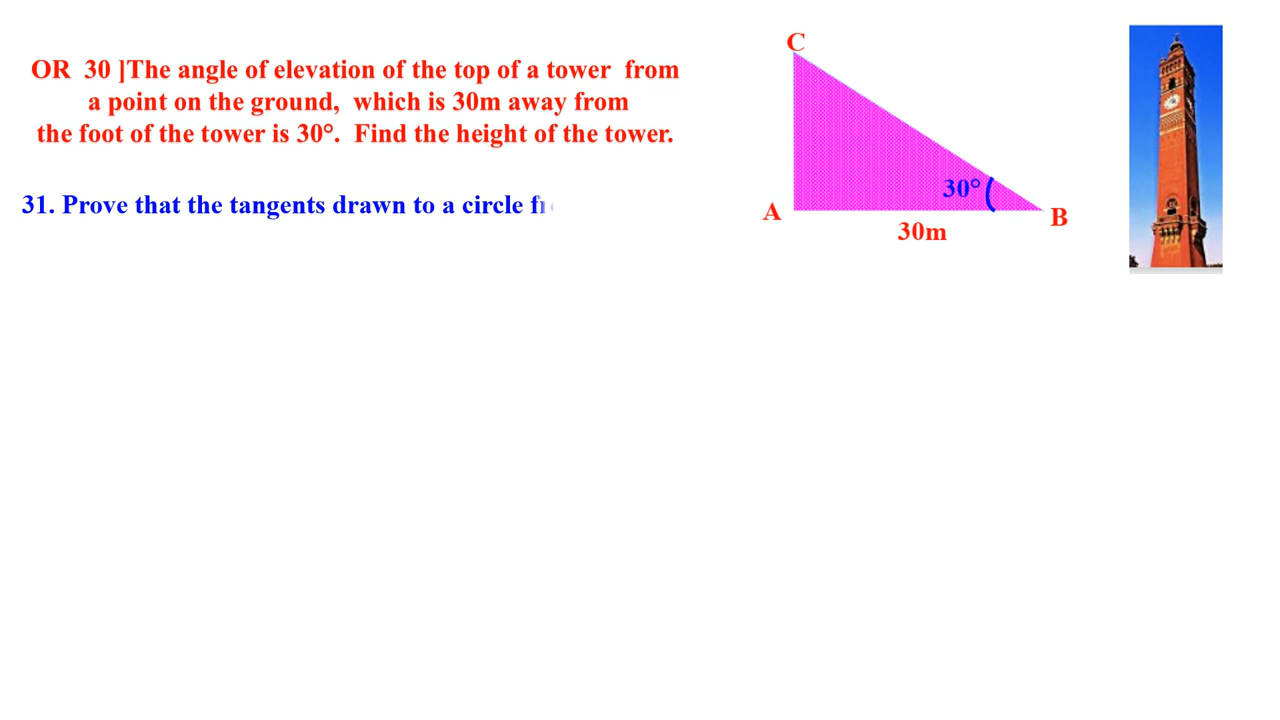 OR 30 ]The angle of elevation of the top of a tower from
a point on the ground, which is 30m away from
the foot of the tower is 30°. Find the height of the tower.
31. Prove that the tangents drawn to a circle
C
30°
A
B
30m